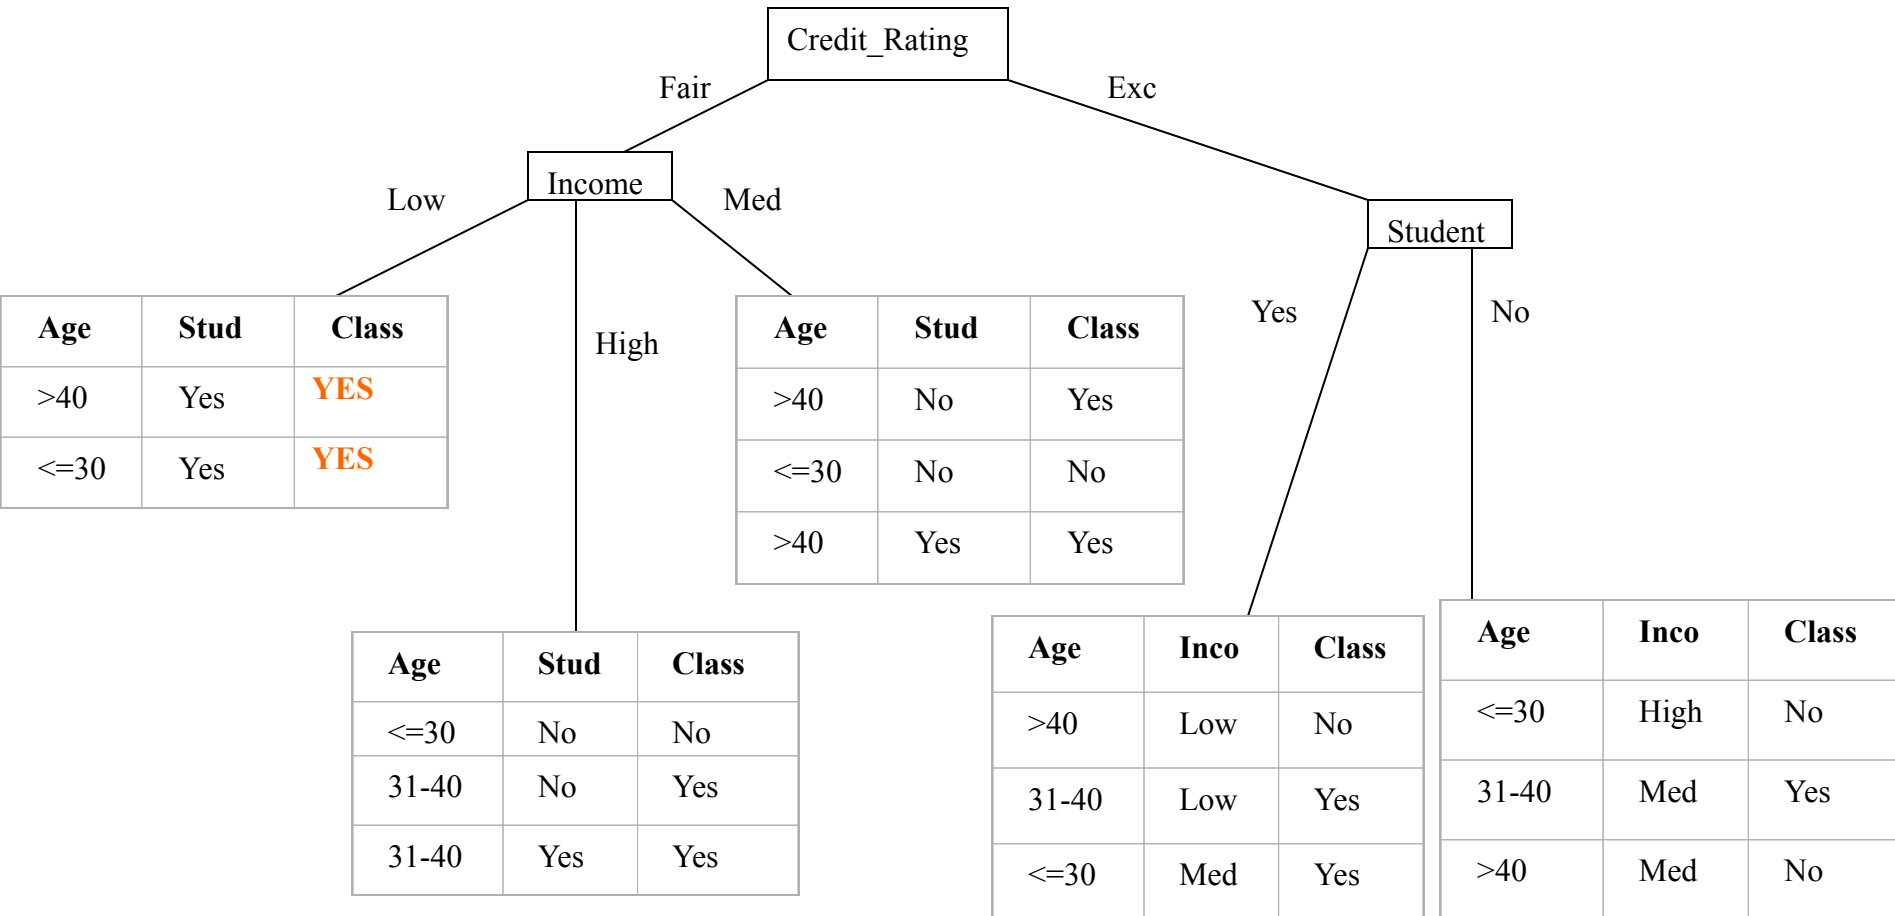 Credit_Rating
Fair
Exc
Income
Low
Med
Student
Yes
No
High
Age Stud Class
>40 Yes YES
<=30 Yes YES
Age Stud Class
>40 No Yes
<=30 No No
>40 Yes Yes
Age Stud Class
<=30 No No
31-40 No Yes
31-40 Yes Yes
Age Inco Class
>40 Low No
31-40 Low Yes
<=30 Med Yes
Age Inco Class
<=30 High No
31-40 Med Yes
>40 Med No